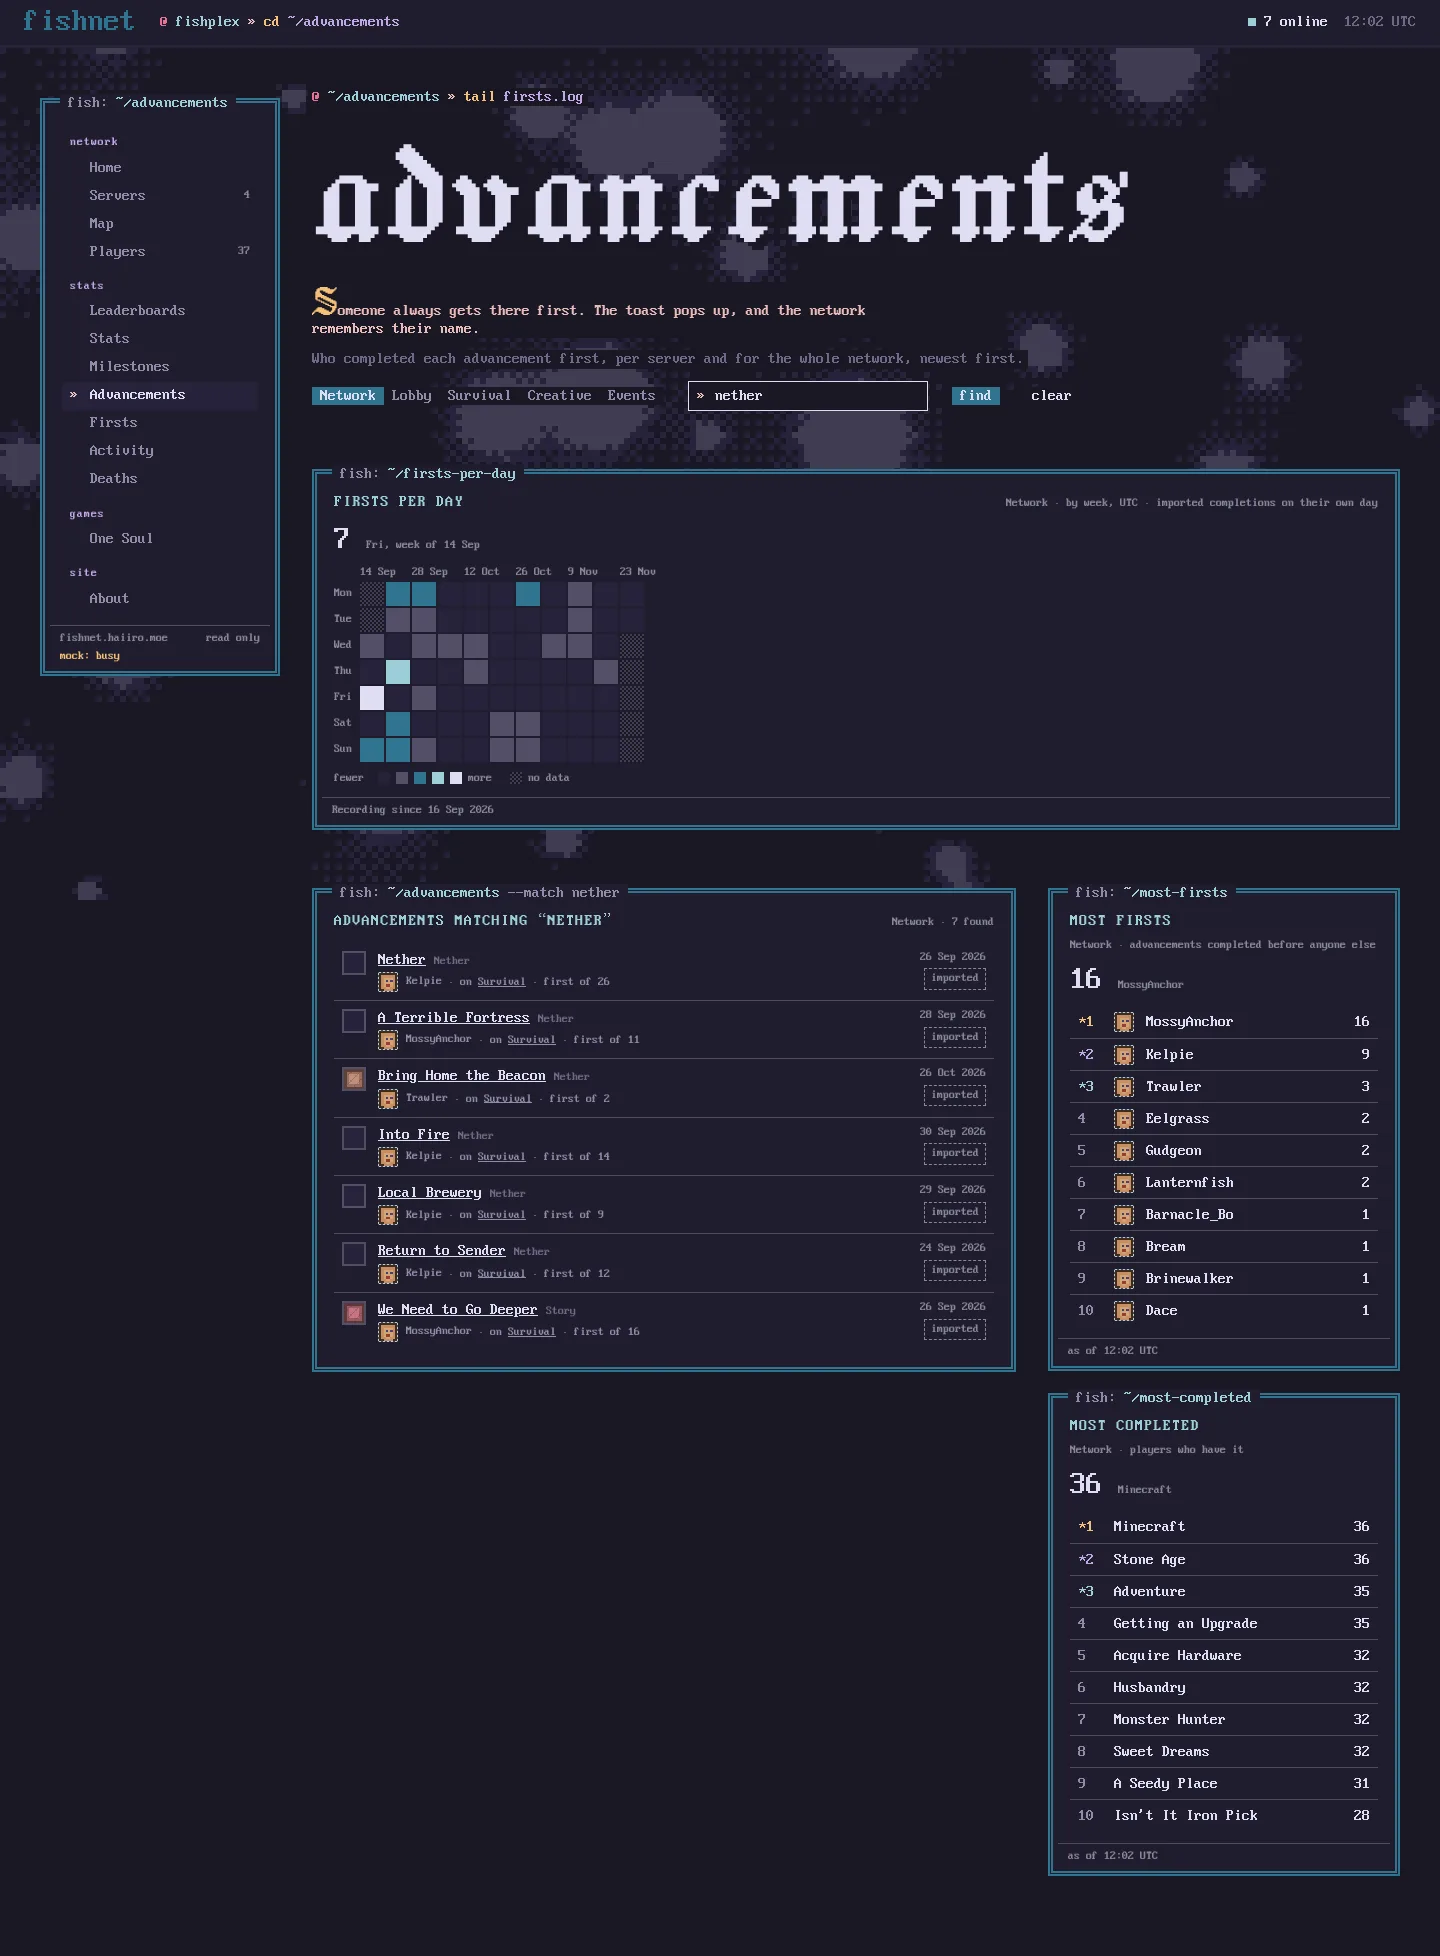 fishnet @ fishplex » cd ~/advancements
7 online 12:02 UTC
fish: ~/advancements
network
Home
Servers 4
Map
Players 37
stats
Leaderboards
Stats
Milestones
» Advancements
Firsts
Activity
Deaths
games
One Soul
site
About
fishnet.haiiro.moe read only
mock: busy
@ ~/advancements » tail firsts.log
advancements
Someone always gets there first. The toast pops up, and the network
remembers their name.
Who completed each advancement first, per server and for the whole network, newest first.
Network Lobby Survival Creative Events » nether find clear
fish: ~/firsts-per-day
FIRSTS PER DAY Network · by week, UTC · imported completions on their own day
7 Fri, week of 14 Sep
14 Sep 28 Sep 12 Oct 26 Oct 9 Nov 23 Nov
Mon
Tue
Wed
Thu
Fri
Sat
Sun
fewer more no data
Recording since 16 Sep 2026
fish: ~/advancements --match nether
ADVANCEMENTS MATCHING “NETHER” Network · 7 found
Nether Nether 26 Sep 2026
Kelpie · on Survival · first of 26 imported
A Terrible Fortress Nether 28 Sep 2026
MossyAnchor · on Survival · first of 11 imported
Bring Home the Beacon Nether 26 Oct 2026
Trawler · on Survival · first of 2 imported
Into Fire Nether 30 Sep 2026
Kelpie · on Survival · first of 14 imported
Local Brewery Nether 29 Sep 2026
Kelpie · on Survival · first of 9 imported
Return to Sender Nether 24 Sep 2026
Kelpie · on Survival · first of 12 imported
We Need to Go Deeper Story 26 Sep 2026
MossyAnchor · on Survival · first of 16 imported
fish: ~/most-firsts
MOST FIRSTS
Network · advancements completed before anyone else
16 MossyAnchor
*1 MossyAnchor 16
*2 Kelpie 9
*3 Trawler 3
4 Eelgrass 2
5 Gudgeon 2
6 Lanternfish 2
7 Barnacle_Bo 1
8 Bream 1
9 Brinewalker 1
10 Dace 1
as of 12:02 UTC
fish: ~/most-completed
MOST COMPLETED
Network · players who have it
36 Minecraft
*1 Minecraft 36
*2 Stone Age 36
*3 Adventure 35
4 Getting an Upgrade 35
5 Acquire Hardware 32
6 Husbandry 32
7 Monster Hunter 32
8 Sweet Dreams 32
9 A Seedy Place 31
10 Isn't It Iron Pick 28
as of 12:02 UTC